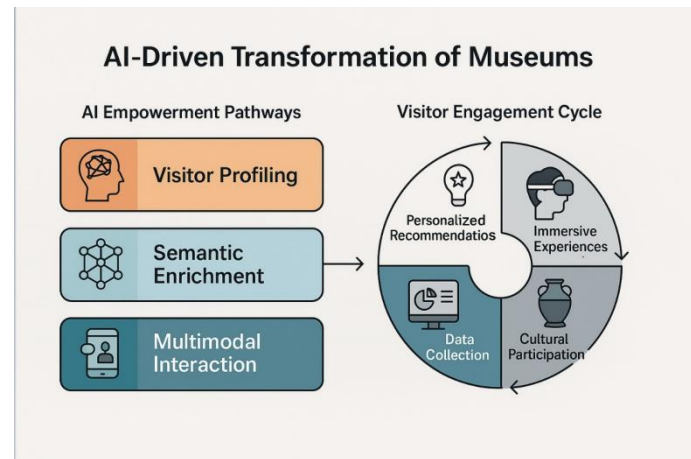 AI-Driven Transformation of Museums
AI Empowerment Pathways
Visitor Profiling
Semantic
Enrichment
Multimodal
Interaction
Visitor Engagement Cycle
Personalized
Recommendatios
Immersive
Experiences
Data
Collection
Cultural
Participation